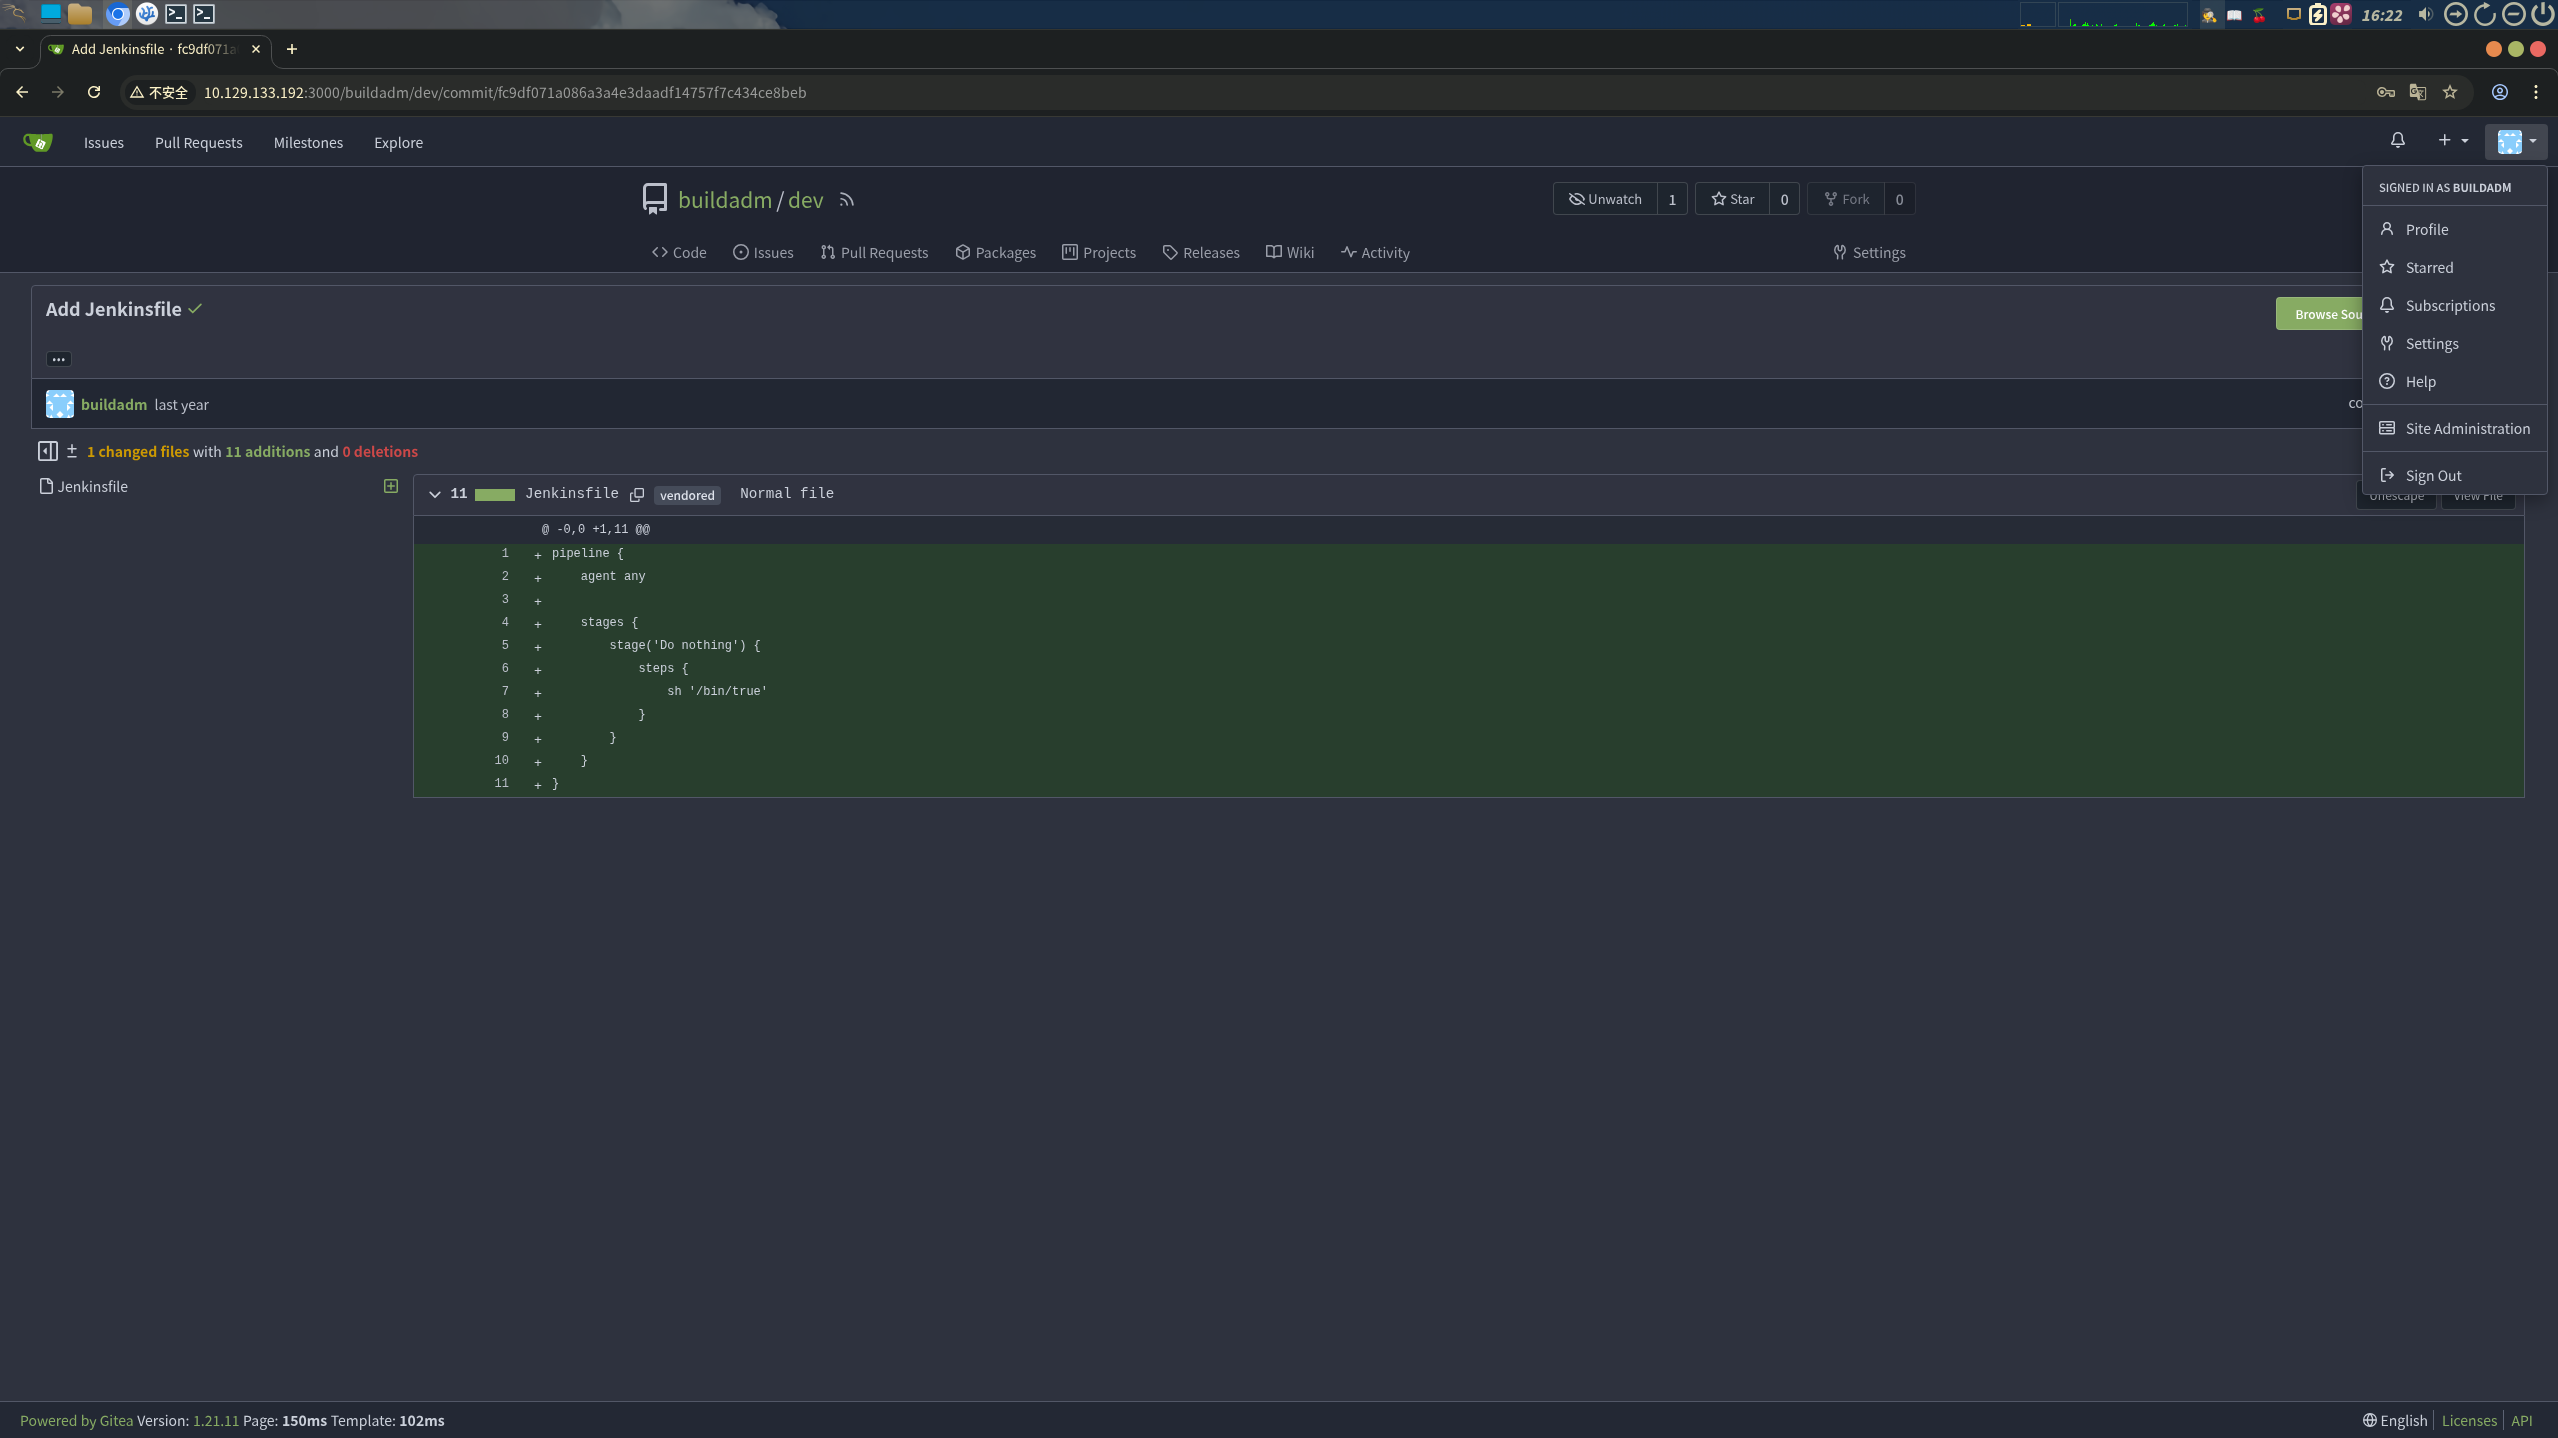 16:22
Add Jenkinsfile · fc9df071a
不安全 10.129.133.192:3000/buildadm/dev/commit/fc9df071a086a3a4e3daadf14757f7c434ce8beb
Issues Pull Requests Milestones Explore
SIGNED IN AS BUILDADM
Profile
Starred
Subscriptions
Settings
Help
Site Administration
Sign Out
buildadm / dev
Unwatch 1 Star 0 Fork 0
Code Issues Pull Requests Packages Projects Releases Wiki Activity Settings
Add Jenkinsfile
Browse Sou
...
buildadm last year
co
1 changed files with 11 additions and 0 deletions
Jenkinsfile
11 Jenkinsfile vendored Normal file
Unescape View File
@ -0,0 +1,11 @@
1 + pipeline {
2 +     agent any
3 +
4 +     stages {
5 +         stage('Do nothing') {
6 +             steps {
7 +                 sh '/bin/true'
8 +             }
9 +         }
10 +     }
11 + }
Powered by Gitea Version: 1.21.11 Page: 150ms Template: 102ms
English Licenses API